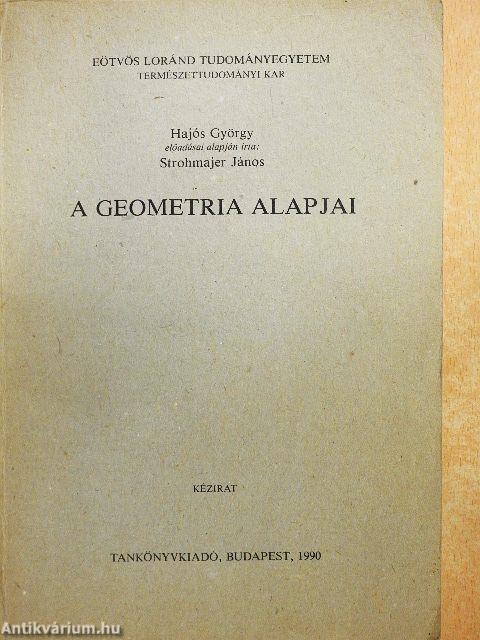 EÖTVÖS LORÁND TUDOMÁNYEGYETEM
TERMÉSZETTUDOMÁNYI KAR
Hajós György
előadásai alapján írta:
Strohmajer János
A GEOMETRIA ALAPJAI
KÉZIRAT
TANKÖNYVKIADÓ, BUDAPEST, 1990
Antikvárium.hu